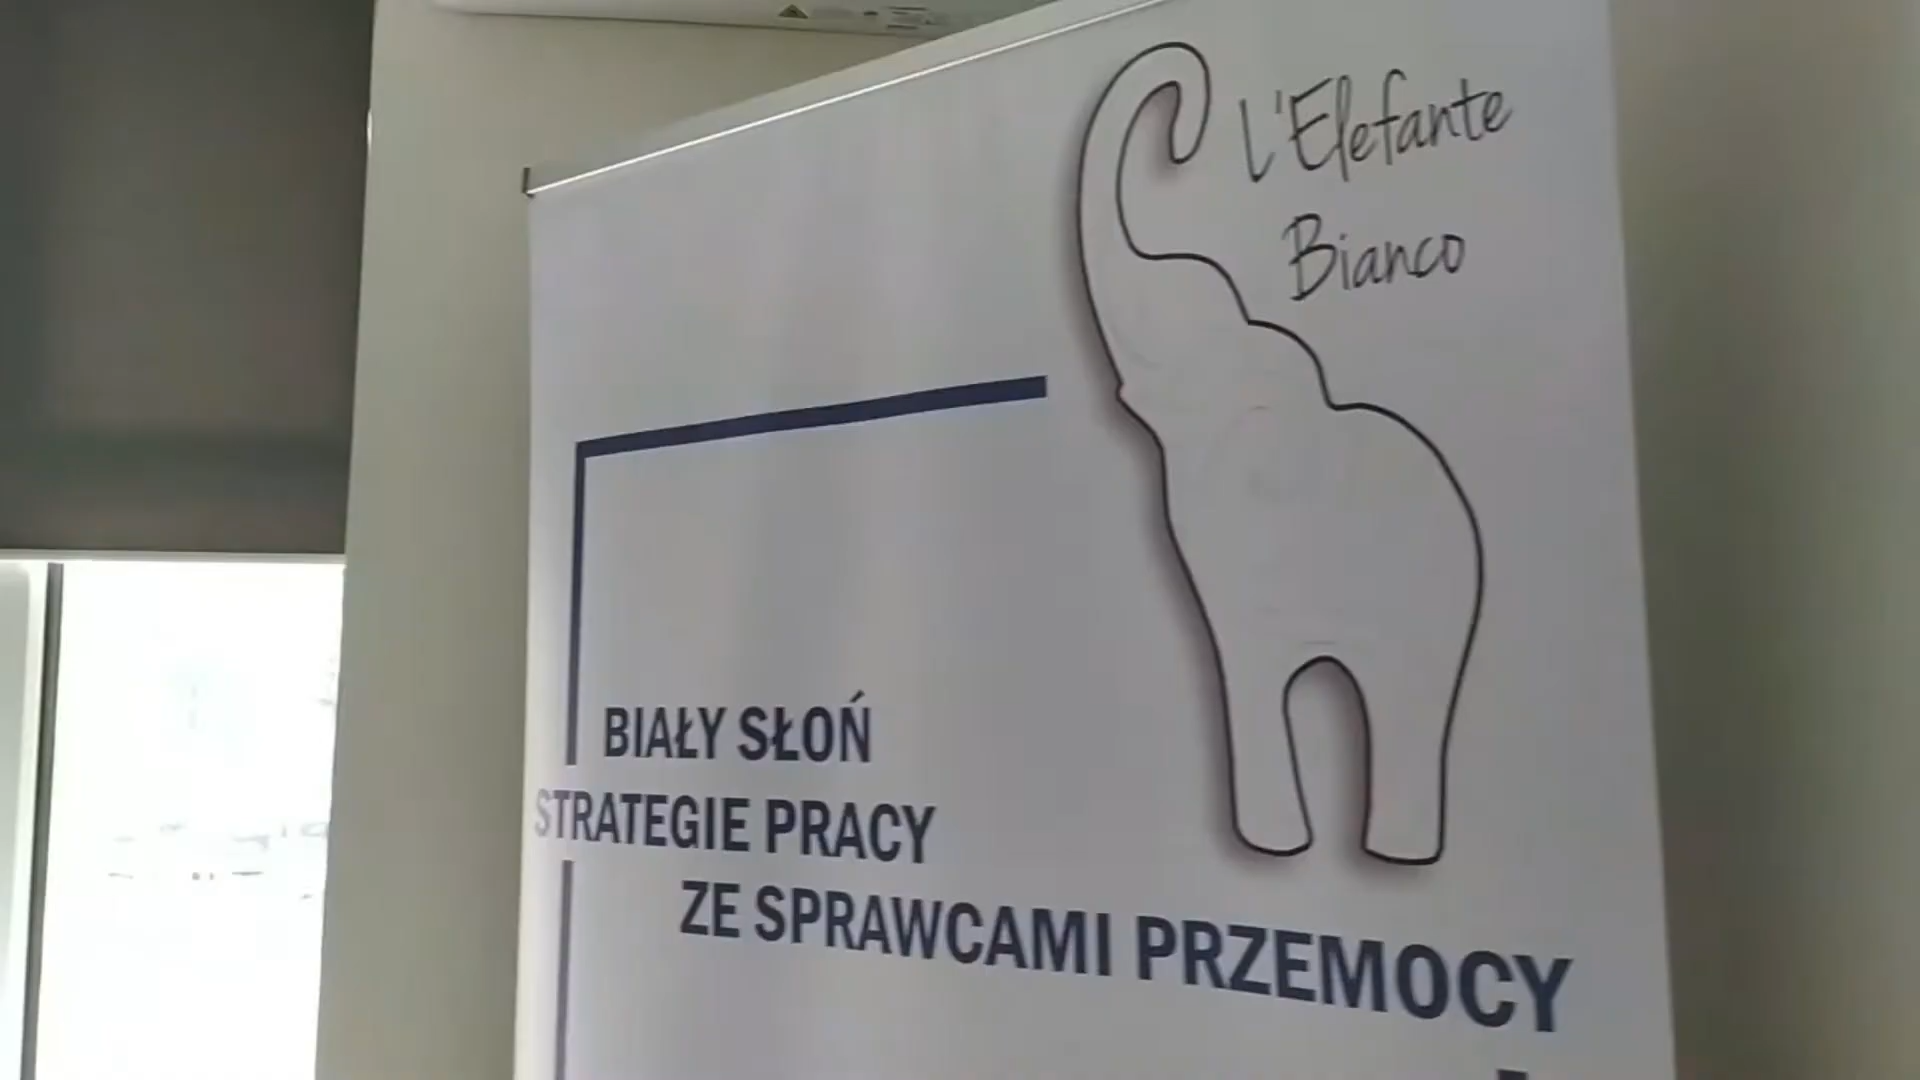 L'Elefante
Bianco
BIAŁY SŁOŃ
STRATEGIE PRACY
ZE SPRAWCAMI PRZEMOCY